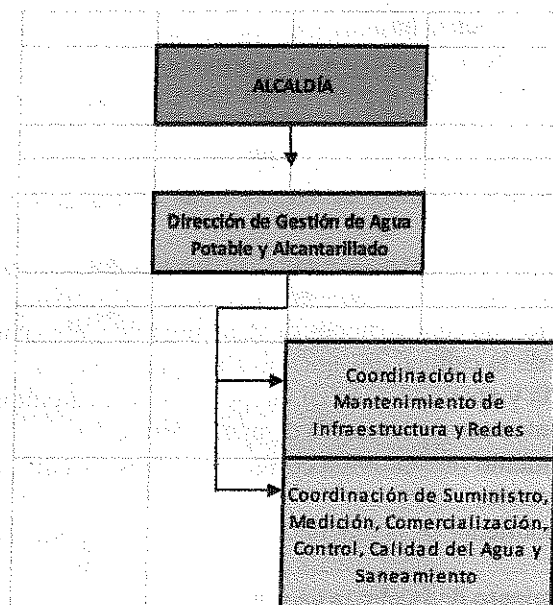 ALCALDÍA
Dirección de Gestión de Agua
Potable y Alcantarillado
Coordinación de
Mantenimiento de
Infraestructura y Redes
Coordinación de Suministro,
Medición, Comercialización,
Control, Calidad del Agua y
Saneamiento